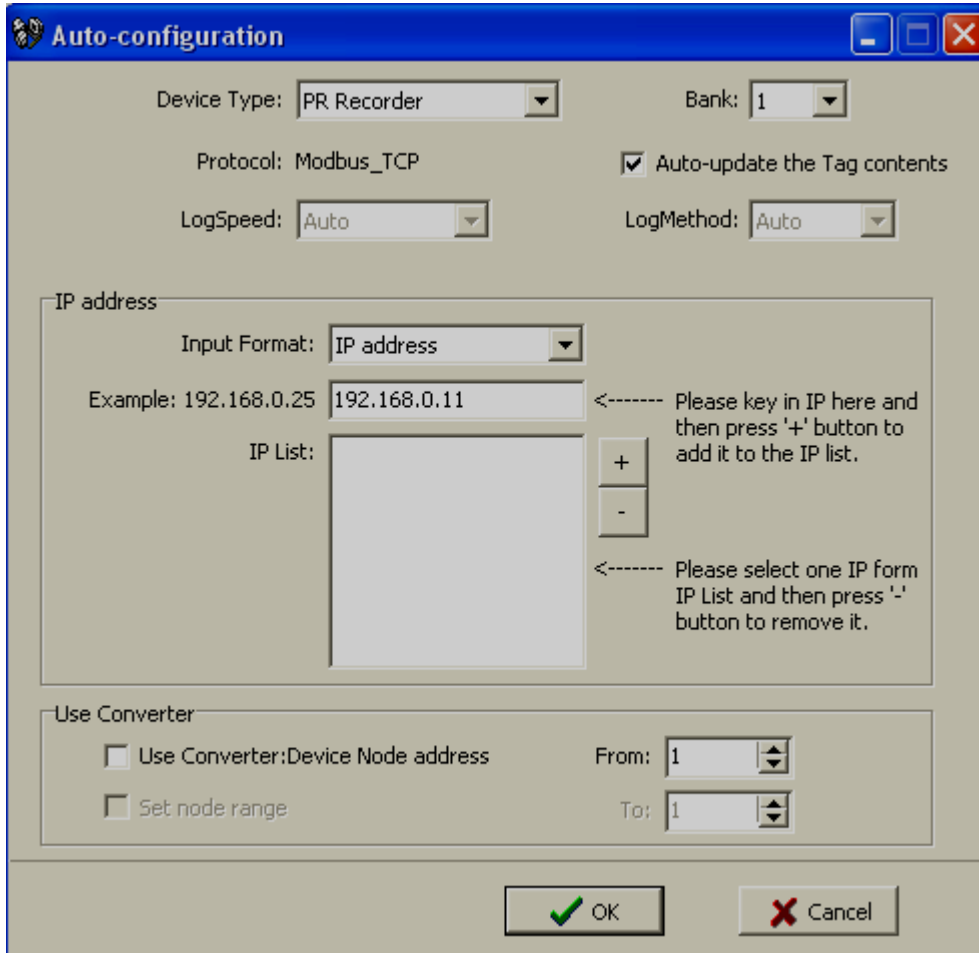 Auto-configuration
Device Type: PR Recorder Bank: 1
Protocol: Modbus_TCP Auto-update the Tag contents
LogSpeed: Auto LogMethod: Auto
IP address
Input Format: IP address
Example: 192.168.0.25 192.168.0.11 <------- Please key in IP here and
then press '+' button to
IP List: + add it to the IP list.
-
<------- Please select one IP form
IP List and then press '-'
button to remove it.
Use Converter
Use Converter:Device Node address From: 1
Set node range To: 1
OK Cancel